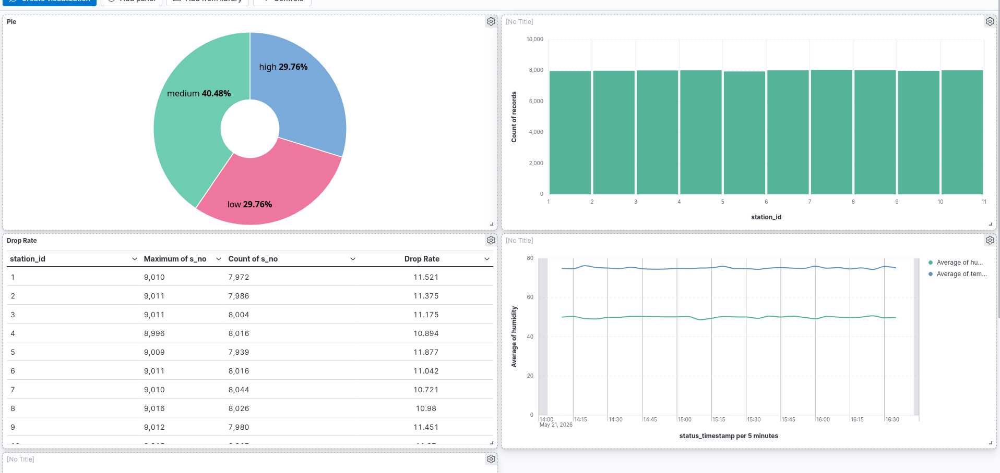 Create visualization Add panel Add from library Controls
Pie
high 29.76%
medium 40.48%
low 29.76%
[No Title]
10,000
8,000
6,000
4,000
2,000
0
Count of records
1 2 3 4 5 6 7 8 9 10 11
station_id
Drop Rate
station_id Maximum of s_no Count of s_no Drop Rate
1 9,010 7,972 11.521
2 9,011 7,986 11.375
3 9,011 8,004 11.175
4 8,996 8,016 10.894
5 9,009 7,939 11.877
6 9,011 8,016 11.042
7 9,010 8,044 10.721
8 9,016 8,026 10.98
9 9,012 7,980 11.451
[No Title]
80
60
40
20
0
Average of humidity
14:00 14:15 14:30 14:45 15:00 15:15 15:30 15:45 16:00 16:15 16:30
May 21, 2026
status_timestamp per 5 minutes
Average of hu...
Average of tem...
[No Title]